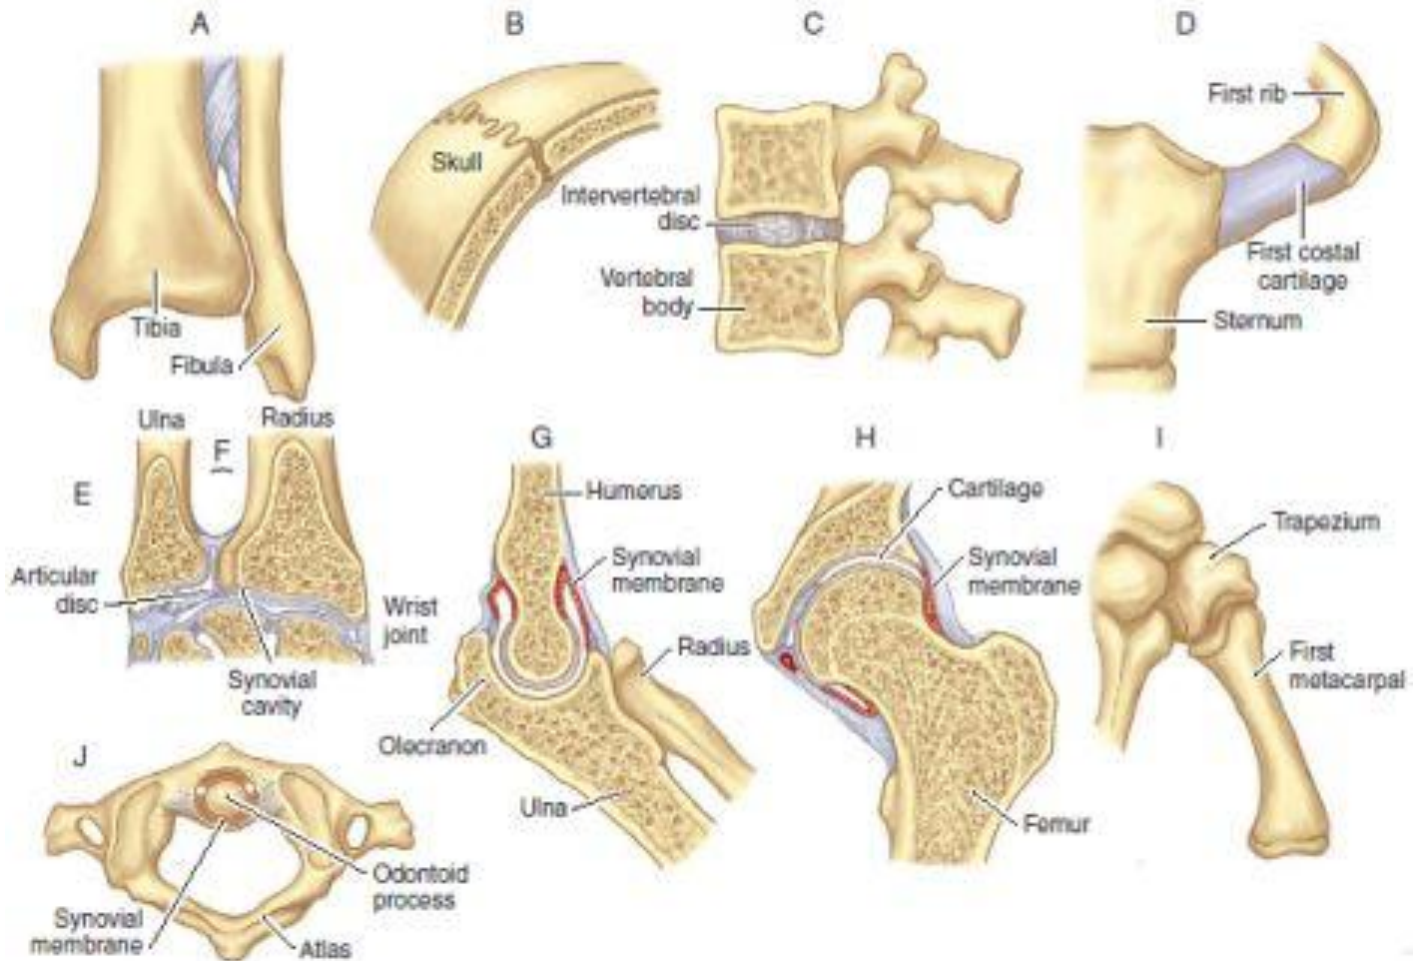 A
B
C
D
First rib
Skull
Intervertebral
disc
First costal
cartilage
Vertebral
body
Sternum
Tibia
Fibula
Ulna
Radius
F
G
H
I
E
Humerus
Cartilage
Trapezium
Synovial
membrane
Synovial
membrane
Articular
disc
Wrist
joint
Radius
First
metacarpal
Synovial
cavity
Olecranon
J
Ulna
Femur
Odontoid
process
Synovial
membrane
Atlas